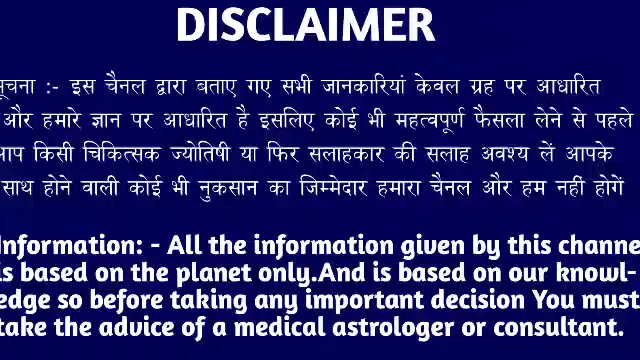 DISCLAIMER
सूचना :- इस चैनल द्वारा बताए गए सभी जानकारियां केवल ग्रह पर आधारित
और हमारे ज्ञान पर आधारित है इसलिए कोई भी महत्वपूर्ण फैसला लेने से पहले
आप किसी चिकित्सक ज्योतिषी या फिर सलाहकार की सलाह अवश्य लें आपके
साथ होने वाली कोई भी नुकसान का जिम्मेदार हमारा चैनल और हम नहीं होगें
Information: - All the information given by this channe
is based on the planet only.And is based on our knowl-
edge so before taking any important decision You must
take the advice of a medical astrologer or consultant.